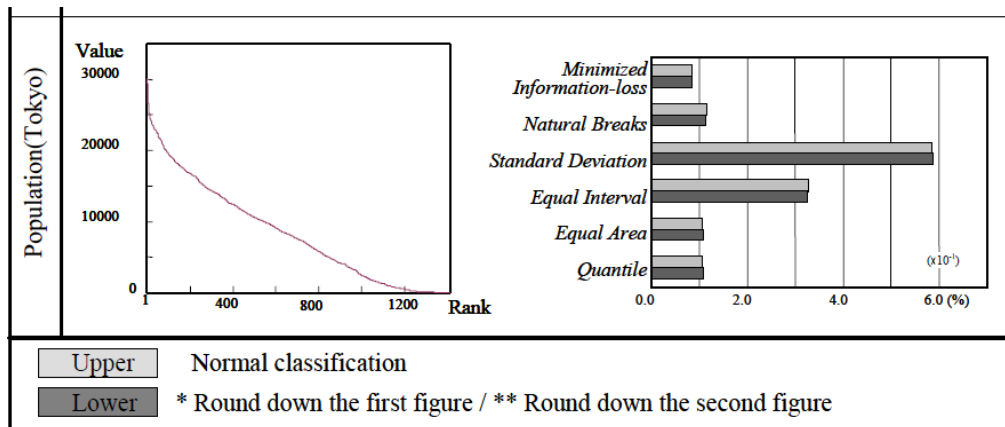 Population(Tokyo)
Value
30000
20000
10000
0
1
400
800
1200
Rank
Minimized
Information-loss
Natural Breaks
Standard Deviation
Equal Interval
Equal Area
Quantile
(x10⁻¹)
0.0
2.0
4.0
6.0 (%)
Upper Normal classification
Lower * Round down the first figure / ** Round down the second figure